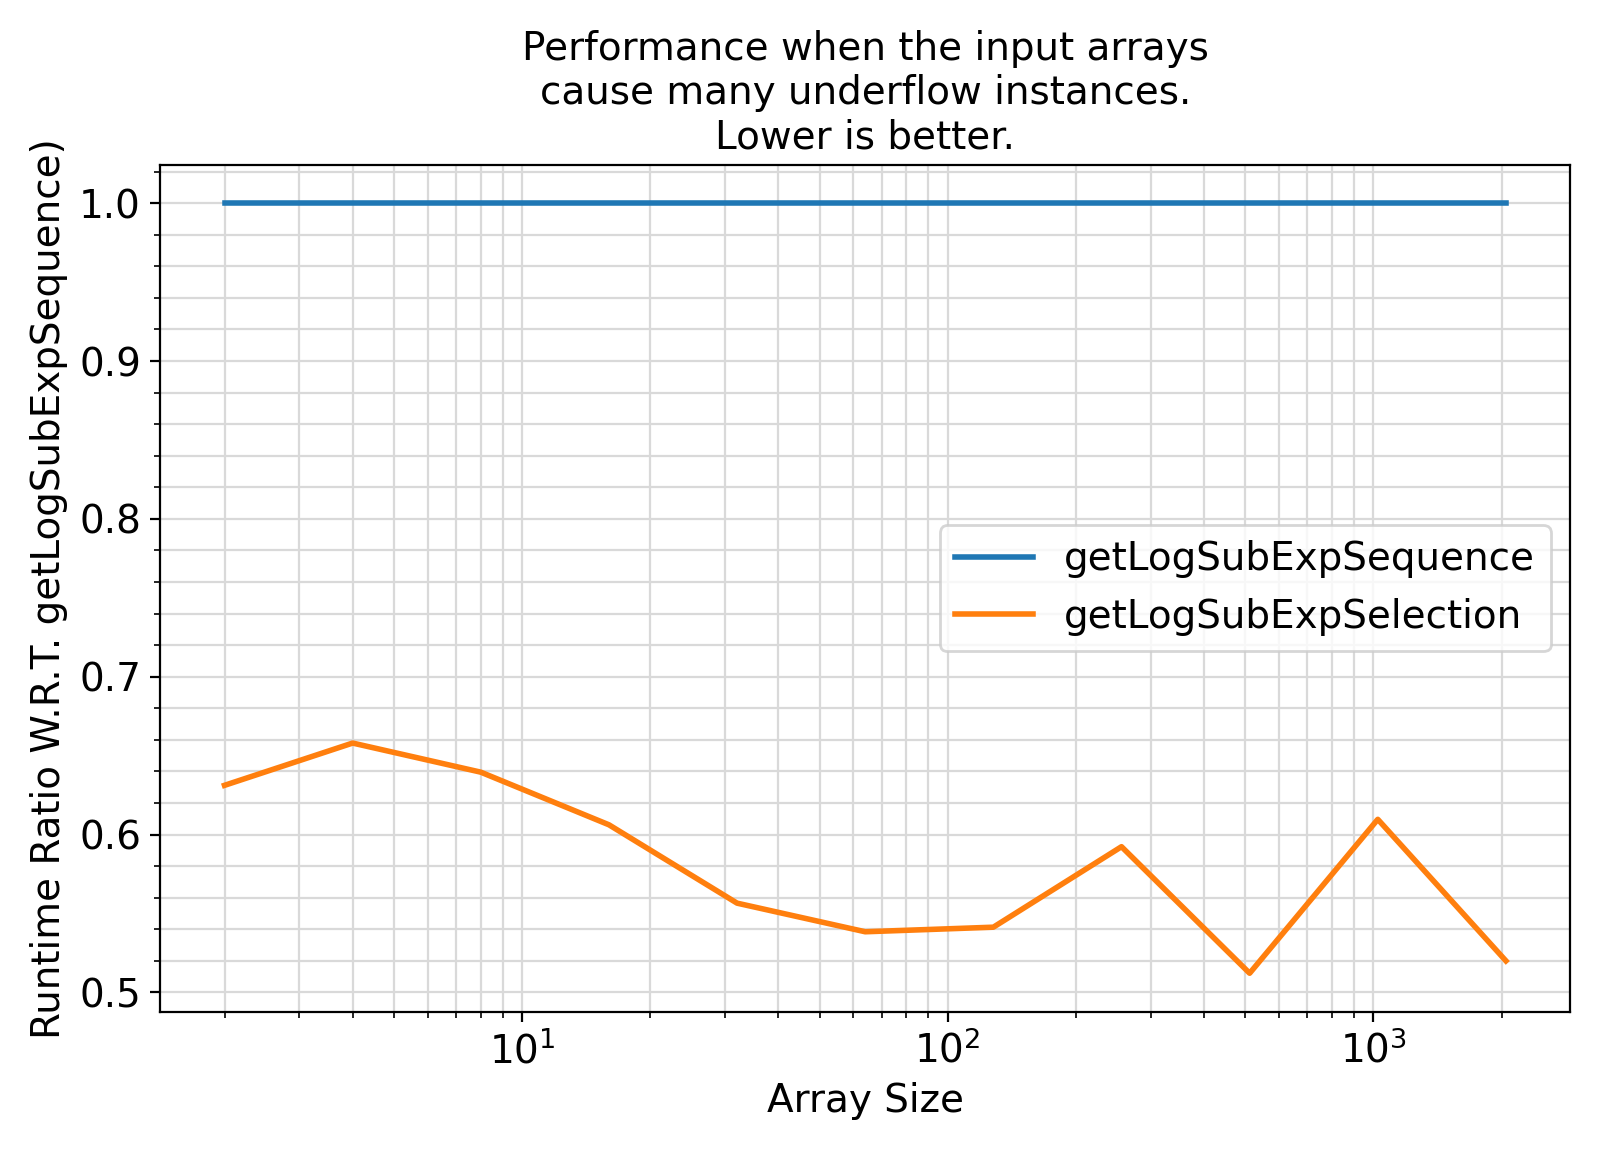 Performance when the input arrays
cause many underflow instances.
Lower is better.
Runtime Ratio W.R.T. getLogSubExpSequence)
1.0
0.9
0.8
0.7
0.6
0.5
getLogSubExpSequence
getLogSubExpSelection
10¹
10²
10³
Array Size